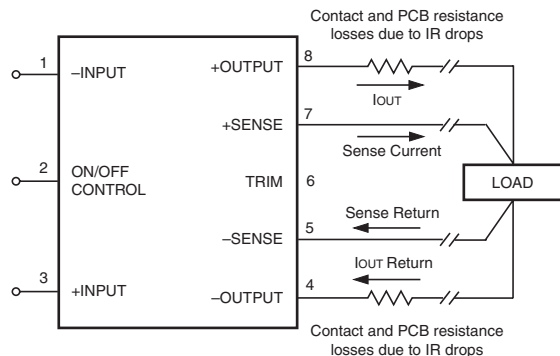 Contact and PCB resistance
losses due to IR drops
1
–INPUT
+OUTPUT
8
IOUT
7
+SENSE
Sense Current
2
ON/OFF
CONTROL
TRIM
6
LOAD
Sense Return
5
–SENSE
IOUT Return
3
+INPUT
–OUTPUT
4
Contact and PCB resistance
losses due to IR drops